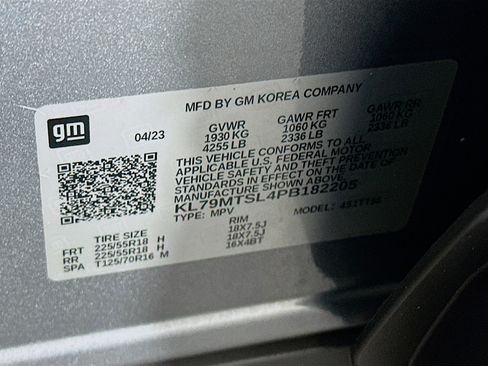 MFD BY GM KOREA COMPANY
gm
04/23
GVWR GAWR FRT GAWR RR
1930 KG 1060 KG 1060 KG
4255 LB 2336 LB 2336 LB
THIS VEHICLE CONFORMS TO ALL
APPLICABLE U.S. FEDERAL MOTOR
VEHICLE SAFETY AND THEFT PREVENTION
STANDARDS IN EFFECT ON THE DATE OF
MANUFACTURE SHOWN ABOVE.
KL79MTSL4PB182205
TYPE: MPV MODEL:
TIRE SIZE RIM
FRT 225/55R18 H 18X7.5J
RR 225/55R18 H 18X7.5J
SPA T125/70R16 M 16X4BT